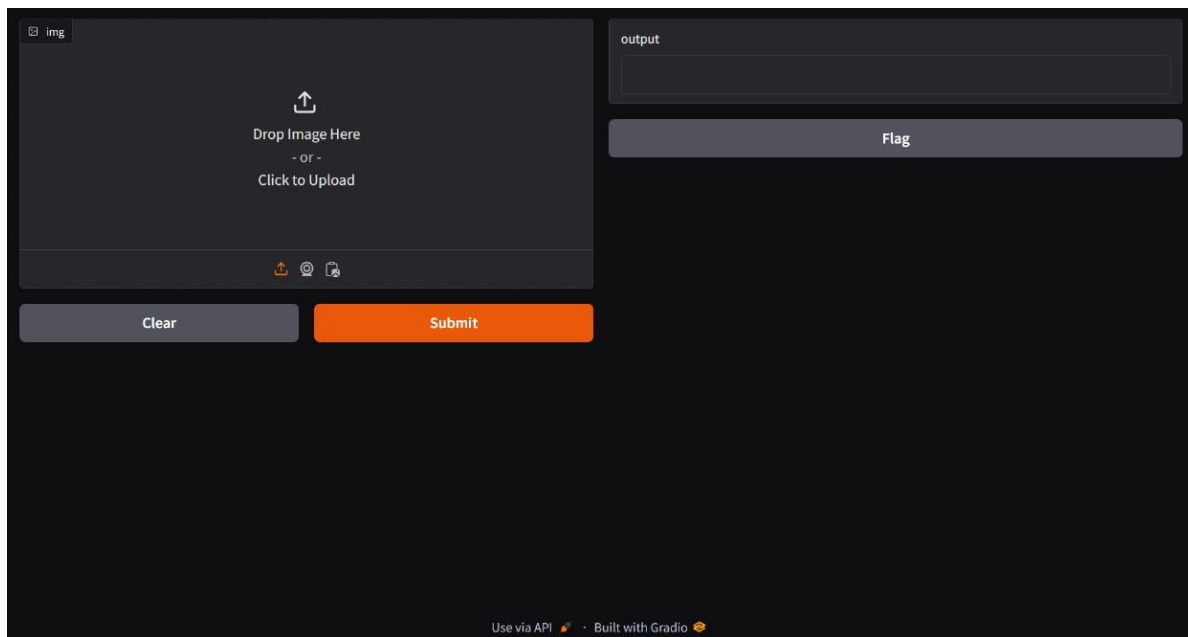 img
output
Drop Image Here
- or -
Click to Upload
Flag
Clear
Submit
Use via API · Built with Gradio